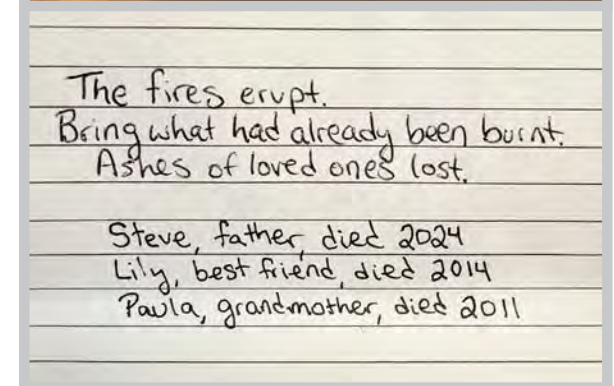 The fires erupt.
Bring what had already been burnt.
Ashes of loved ones lost.
Steve, father, died 2024
Lily, best friend, died 2014
Paula, grandmother, died 2011